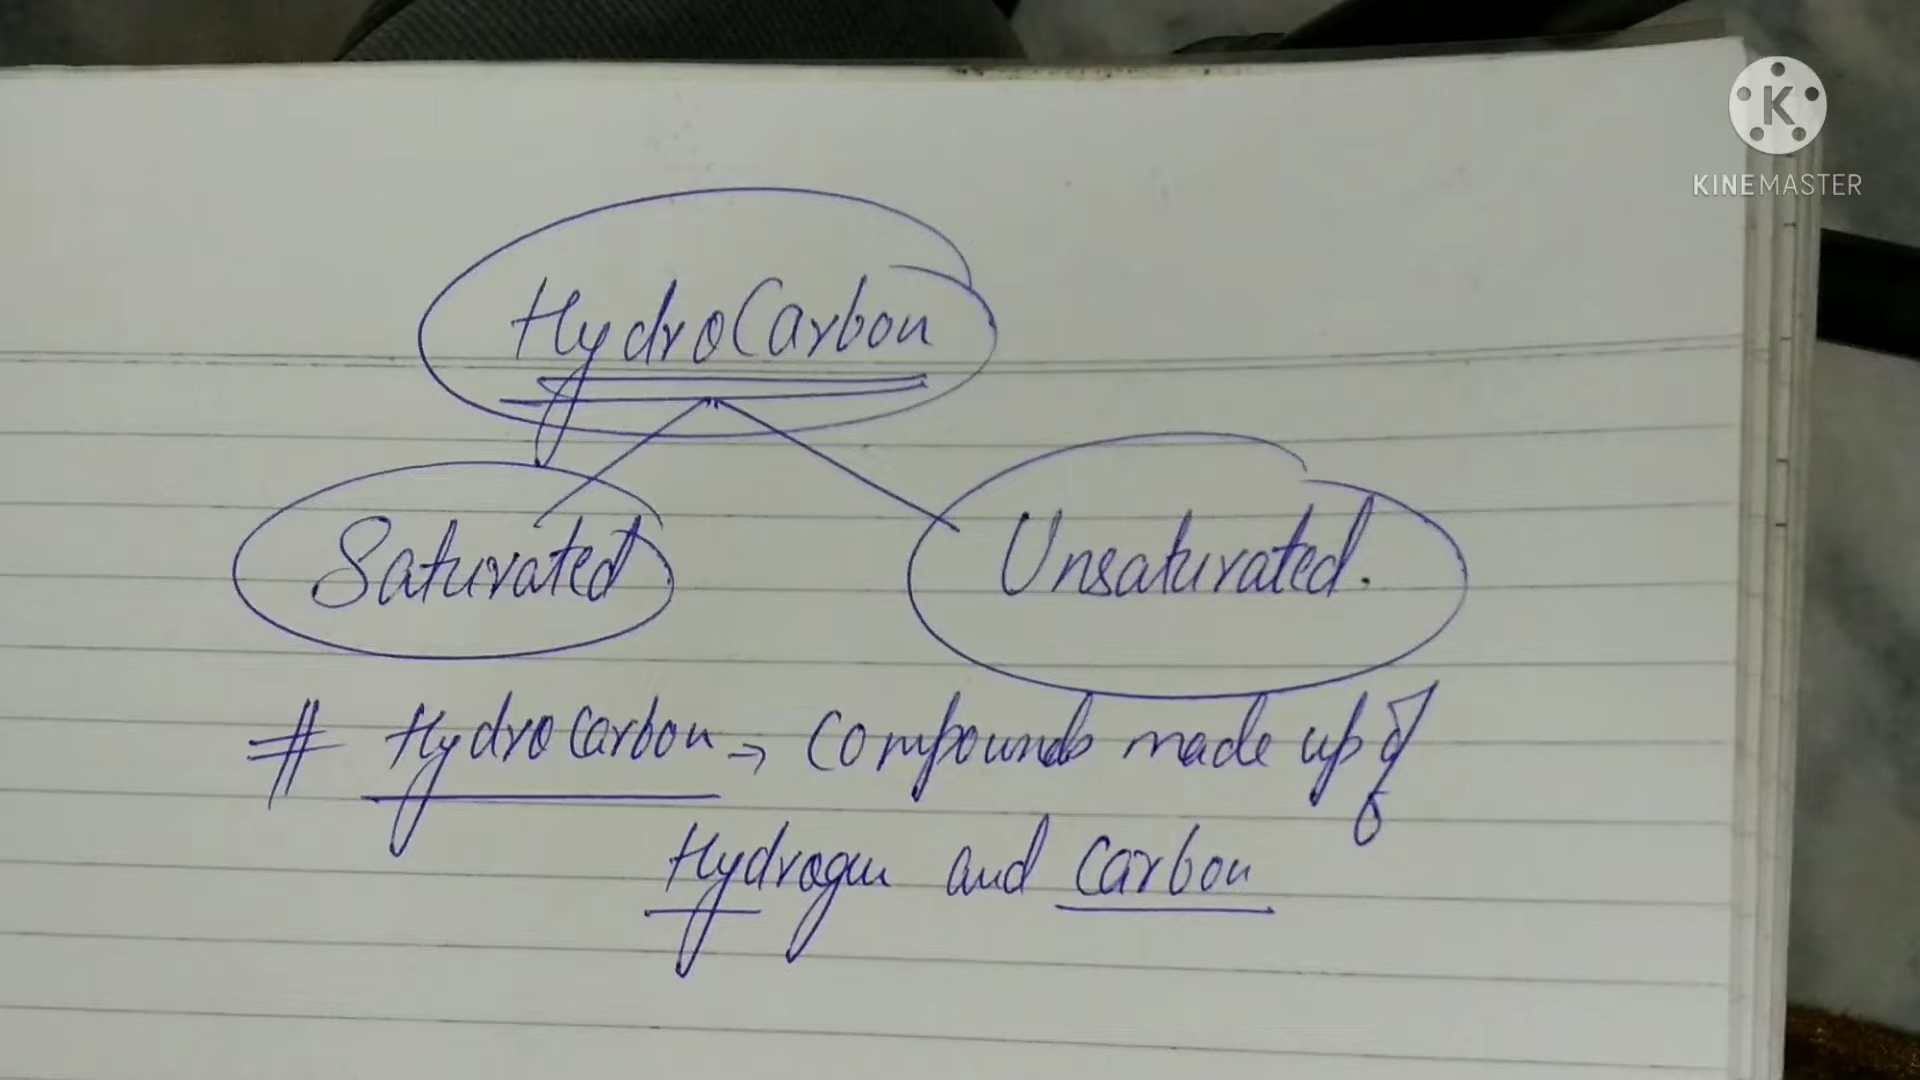 K
KINEMASTER
HydroCarbon
Saturated
Unsaturated.
# Hydrocarbon → Compounds made up of
Hydrogen and Carbon